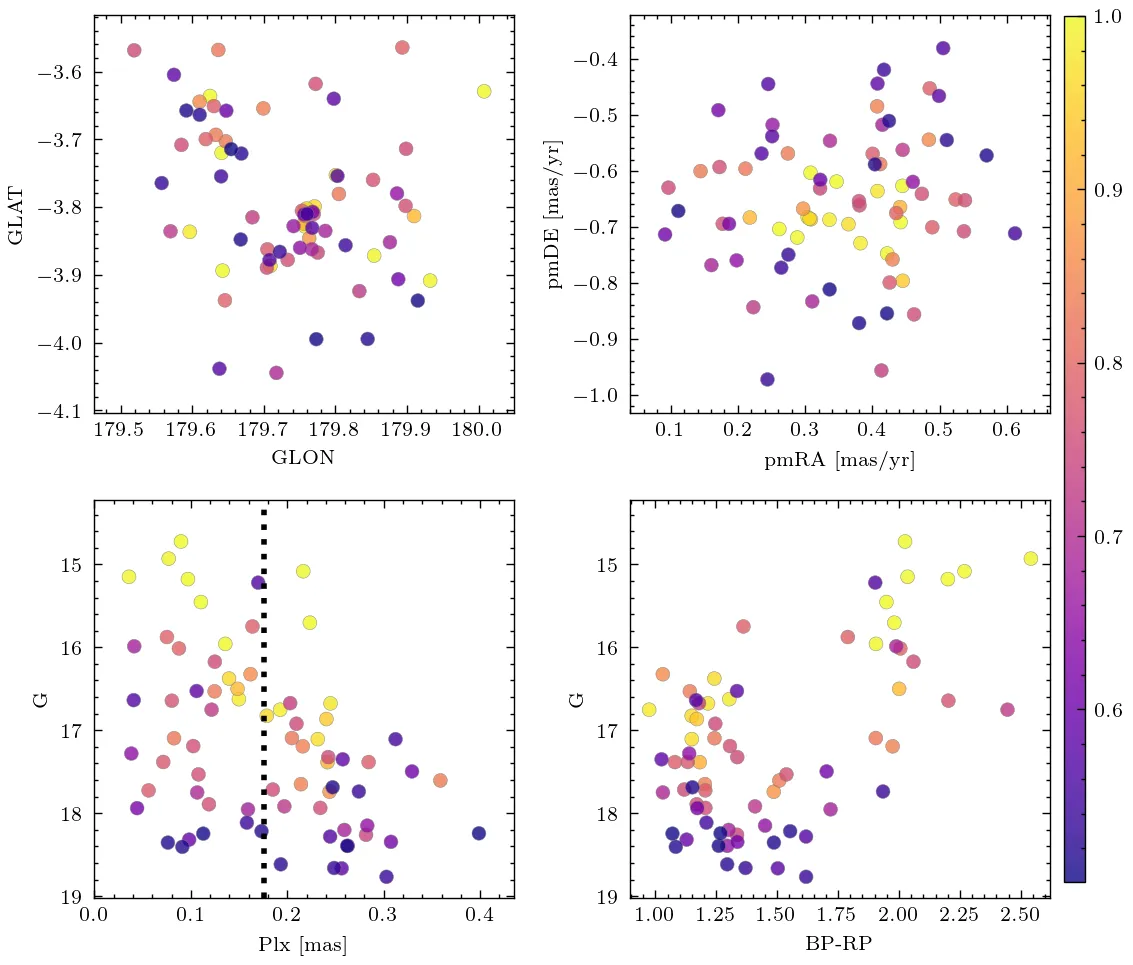 −3.6
−3.7
−3.8
−3.9
−4.0
−4.1
GLAT
179.5 179.6 179.7 179.8 179.9 180.0
GLON
−0.4
−0.5
−0.6
−0.7
−0.8
−0.9
−1.0
pmDE [mas/yr]
0.1 0.2 0.3 0.4 0.5 0.6
pmRA [mas/yr]
1.0
0.9
0.8
0.7
0.6
15
16
17
18
19
G
0.0 0.1 0.2 0.3 0.4
Plx [mas]
15
16
17
18
19
G
1.00 1.25 1.50 1.75 2.00 2.25 2.50
BP-RP